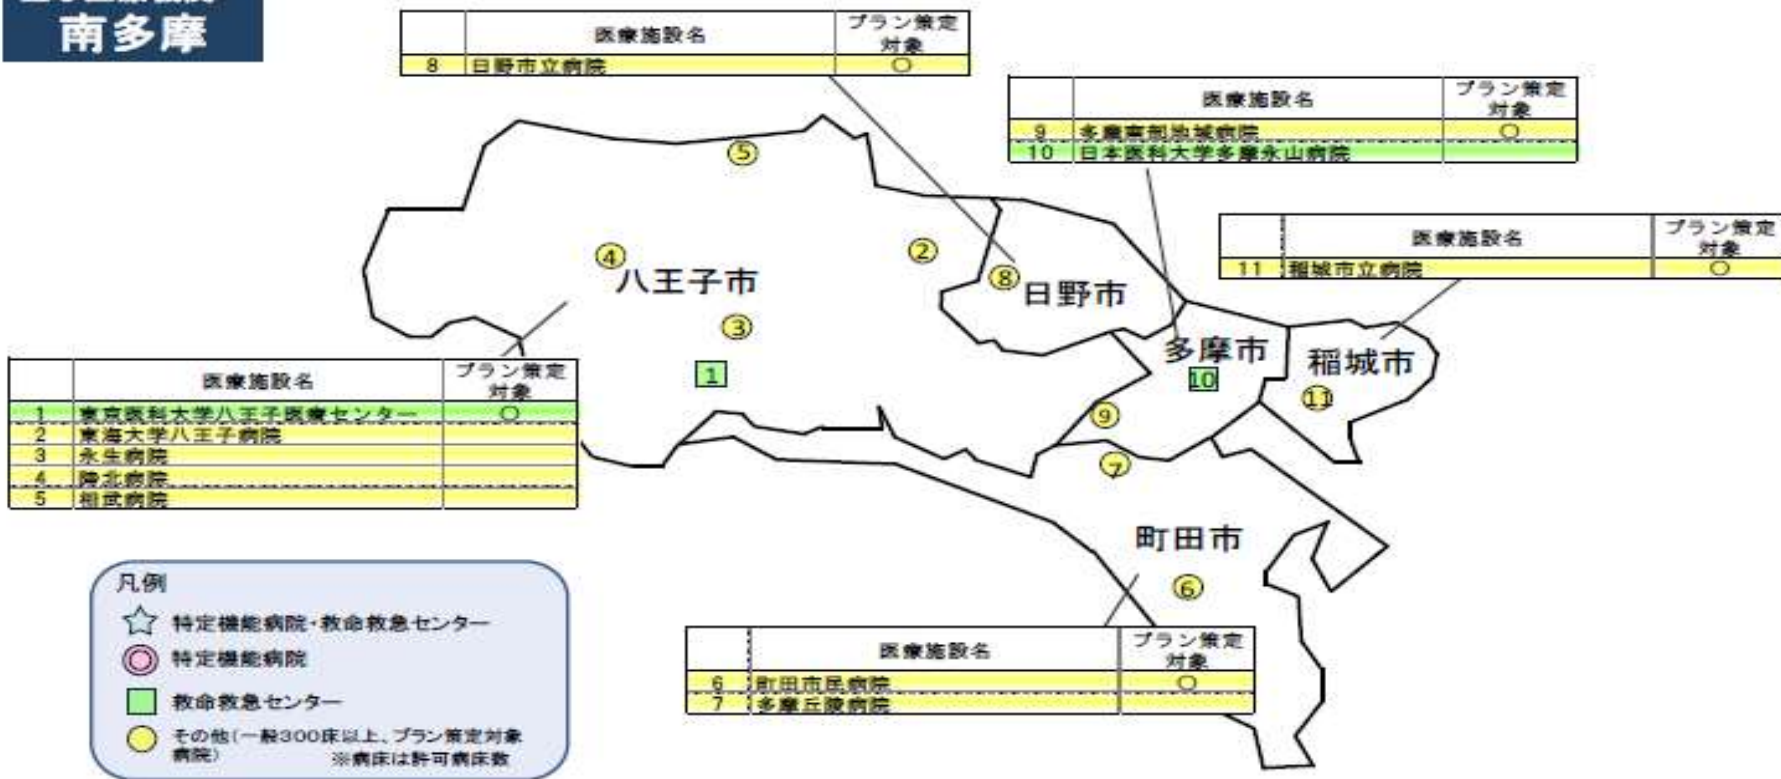 南多摩
医療施設名 プラン策定対象
8 日野市立病院 ○
医療施設名 プラン策定対象
9 多摩南部地域病院 ○
10 日本医科大学多摩永山病院
医療施設名 プラン策定対象
11 稲城市立病院 ○
⑤
④
②
八王子市
⑧
日野市
③
1
多摩市
10
稲城市
⑪
⑨
⑦
町田市
⑥
医療施設名 プラン策定対象
1 東京医科大学八王子医療センター ○
2 東海大学八王子病院
3 永生病院
4 陵北病院
5 相武病院
医療施設名 プラン策定対象
6 町田市民病院 ○
7 多摩丘陵病院
凡例
特定機能病院・救命救急センター
特定機能病院
救命救急センター
その他(一般300床以上、プラン策定対象
病院) ※病床は許可病床数